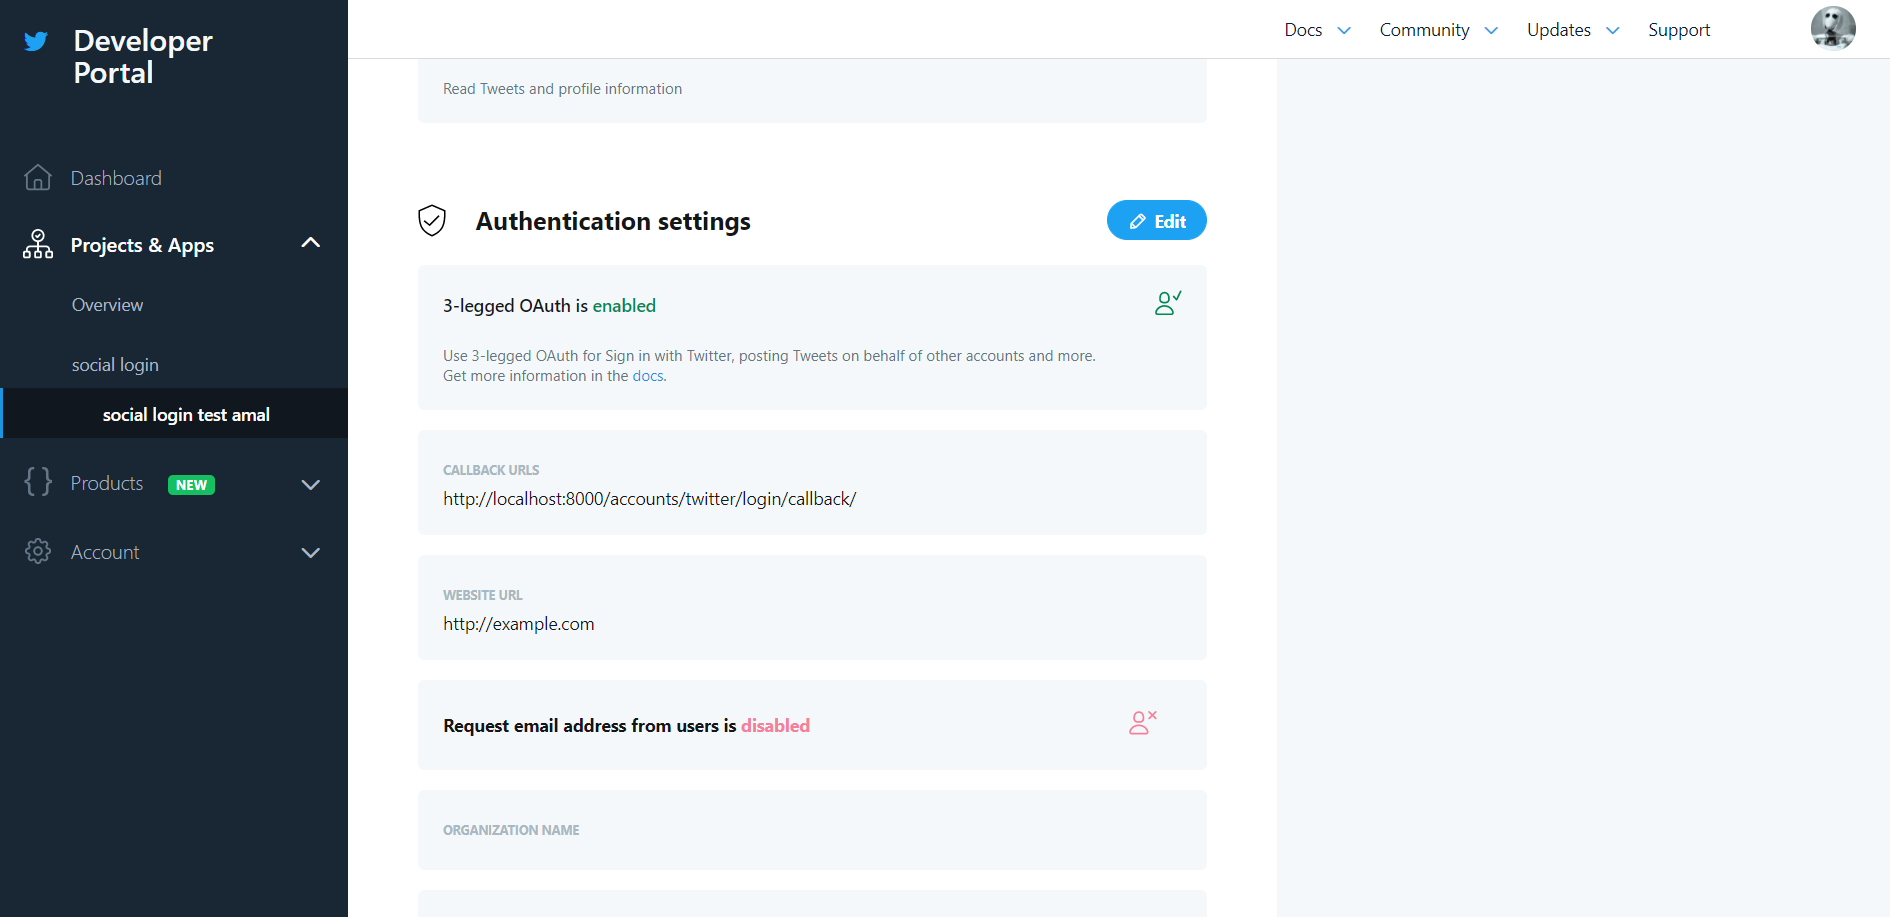 Developer
Portal
Docs
Community
Updates
Support
Dashboard
Projects & Apps
Overview
social login
social login test amal
Products NEW
Account
Read Tweets and profile information
Authentication settings
Edit
3-legged OAuth is enabled
Use 3-legged OAuth for Sign in with Twitter, posting Tweets on behalf of other accounts and more.
Get more information in the docs.
CALLBACK URLS
http://localhost:8000/accounts/twitter/login/callback/
WEBSITE URL
http://example.com
Request email address from users is disabled
ORGANIZATION NAME